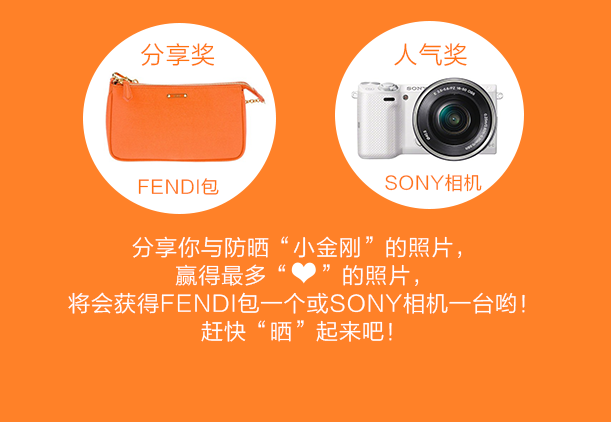 分享奖
人气奖
SONY
FENDI包
SONY相机
分享你与防晒“小金刚”的照片，
赢得最多“❤”的照片，
将会获得FENDI包一个或SONY相机一台哟！
赶快“晒”起来吧！